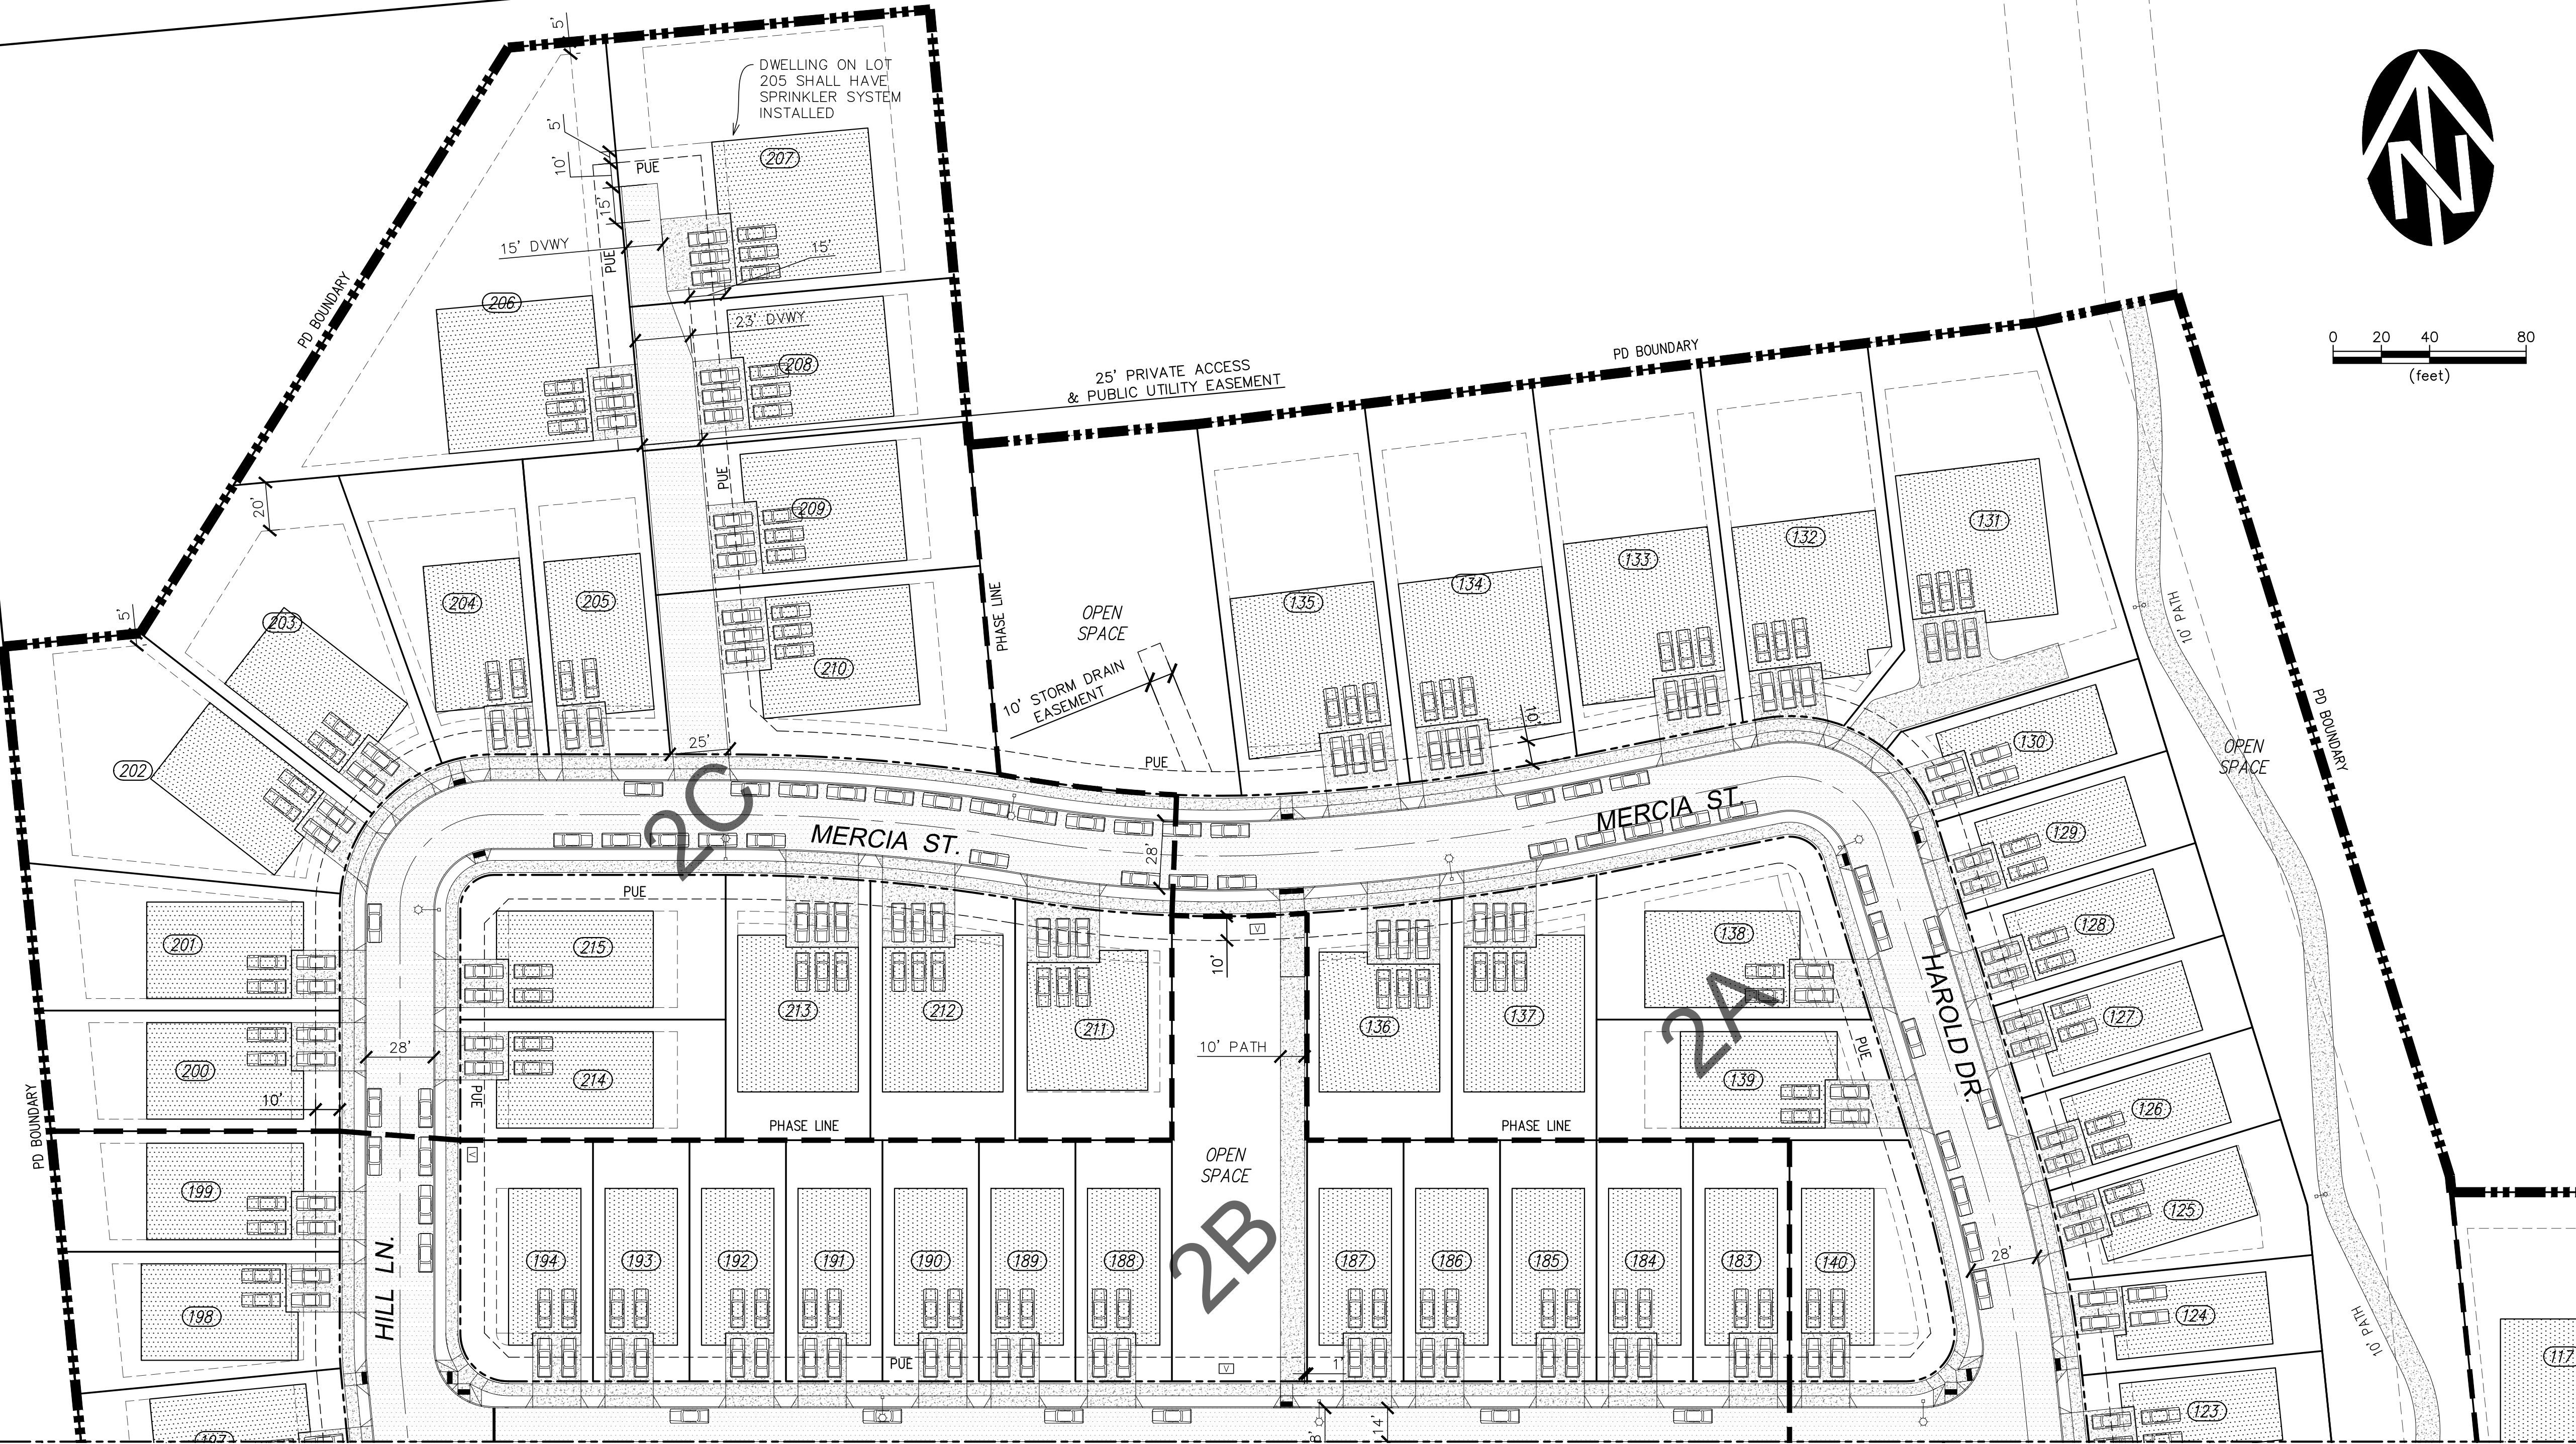 5'
DWELLING ON LOT
205 SHALL HAVE
SPRINKLER SYSTEM
INSTALLED
N
5'
10'
PUE
207
15'
15' DVWY
PUE
15'
PD BOUNDARY
206
23' DVWY
208
0 20 40 80
(feet)
25' PRIVATE ACCESS
& PUBLIC UTILITY EASEMENT
PD BOUNDARY
20'
PUE
209
131
132
133
134
135
204
205
203
5'
PHASE LINE
OPEN
SPACE
10' PATH
210
10' STORM DRAIN
EASEMENT
10'
PD BOUNDARY
130
OPEN
SPACE
202
25'
PUE
2C
MERCIA ST.
MERCIA ST.
28'
129
PUE
128
201
215
138
10'
213
212
211
136
137
2A
HAROLD DR.
127
200
28'
214
10' PATH
139
PUE
10'
PUE
126
PD BOUNDARY
PHASE LINE
PHASE LINE
V
V
OPEN
SPACE
199
125
2B
194
193
192
191
190
189
188
187
186
185
184
183
140
28'
HILL LN.
198
124
10' PATH
117
PUE
V
1'
123
8'
14'
197